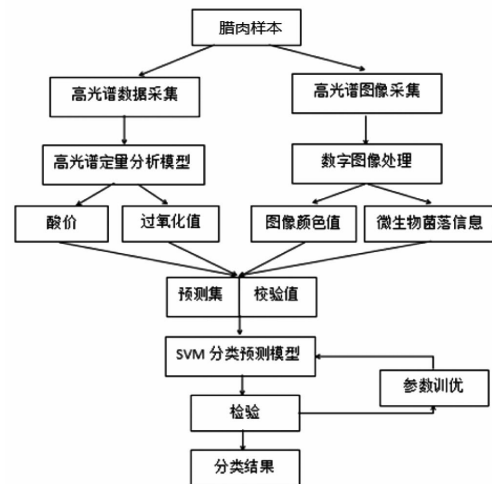 腊肉样本
高光谱数据采集
高光谱图像采集
高光谱定量分析模型
数字图像处理
酸价
过氧化值
图像颜色值
微生物菌落信息
预测集
校验值
SVM 分类预测模型
参数训优
检验
分类结果